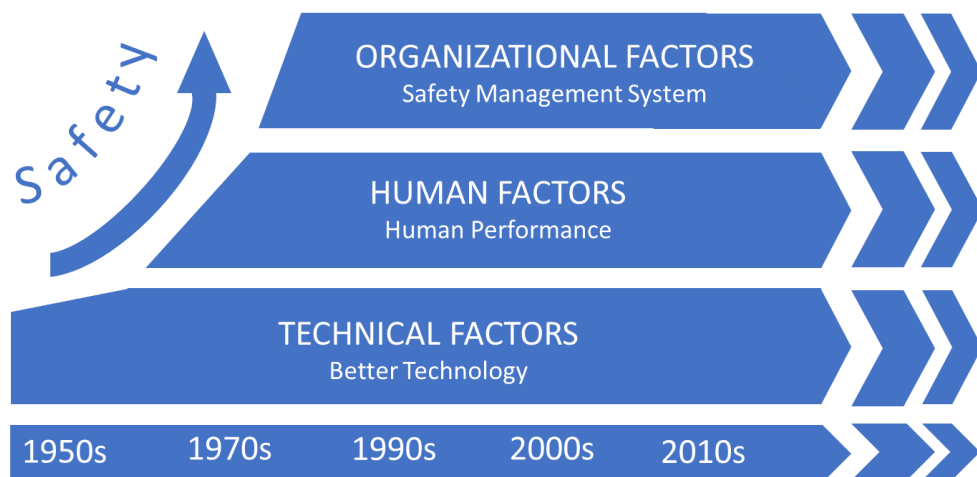 Safety
ORGANIZATIONAL FACTORS
Safety Management System
HUMAN FACTORS
Human Performance
TECHNICAL FACTORS
Better Technology
1950s 1970s 1990s 2000s 2010s